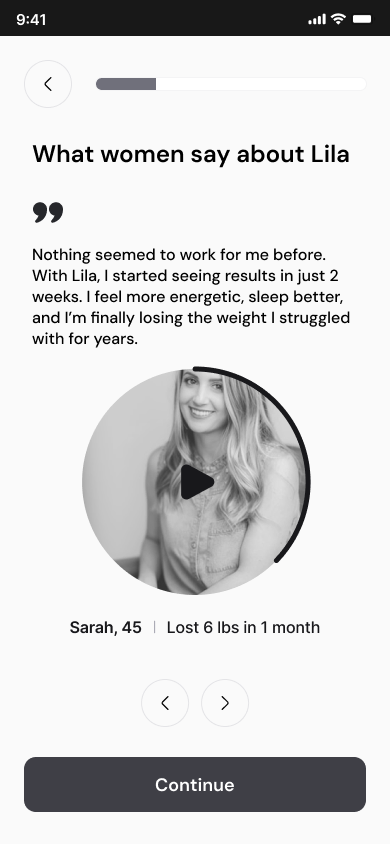 9:41
What women say about Lila
”
Nothing seemed to work for me before.
With Lila, I started seeing results in just 2
weeks. I feel more energetic, sleep better,
and I’m finally losing the weight I struggled
with for years.
Sarah, 45 | Lost 6 lbs in 1 month
Continue